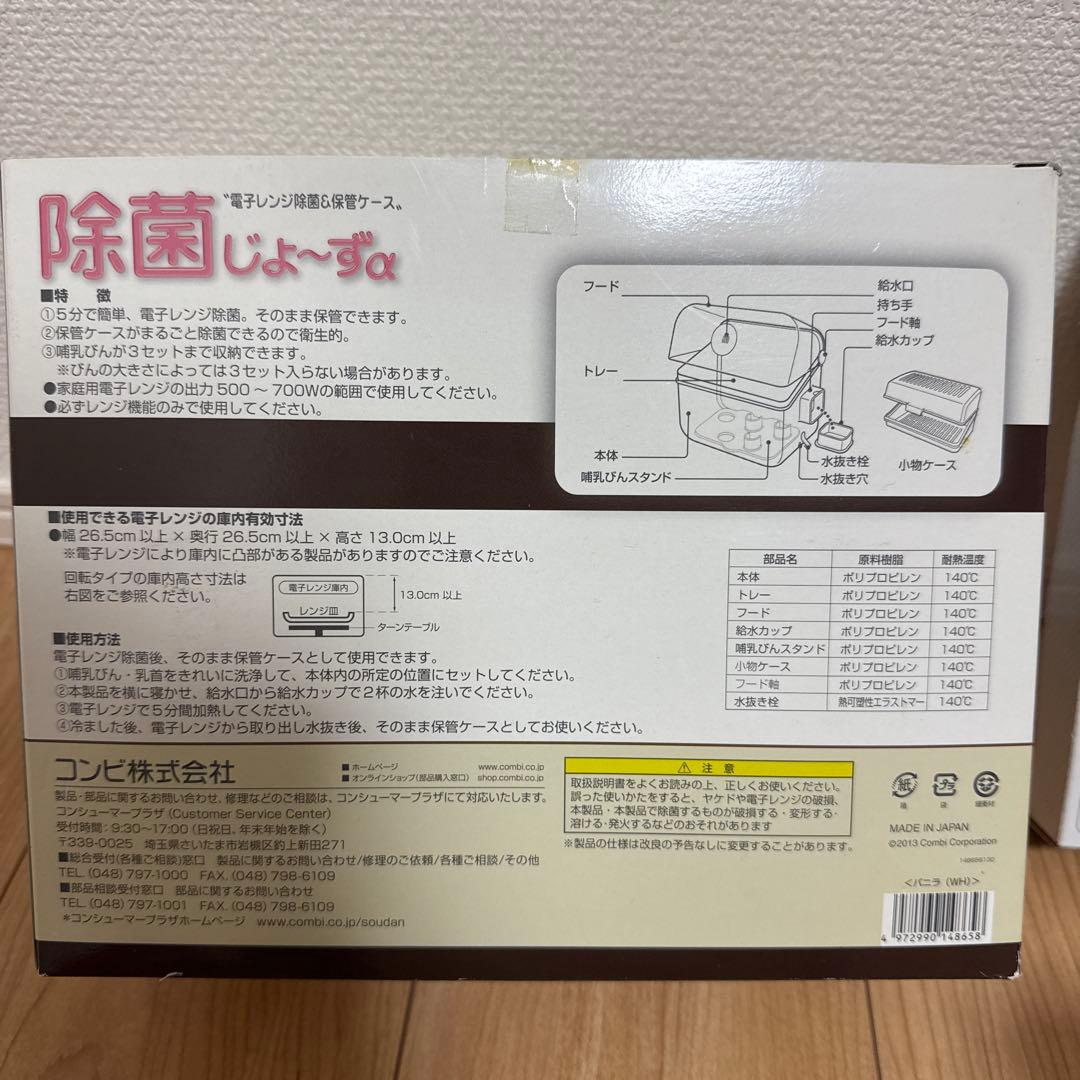 〝電子レンジ除菌&保管ケース〟
除菌じょ〜ずα
■特　徴
①5分で簡単、電子レンジ除菌。そのまま保管できます。
②保管ケースがまるごと除菌できるので衛生的。
③哺乳びんが3セットまで収納できます。
※びんの大きさによっては3セット入らない場合があります。
●家庭用電子レンジの出力500〜700Wの範囲で使用してください。
●必ずレンジ機能のみで使用してください。
フード
トレー
本体
哺乳びんスタンド
給水口
持ち手
フード軸
給水カップ
水抜き栓
水抜き穴
小物ケース
■使用できる電子レンジの庫内有効寸法
●幅26.5cm以上×奥行26.5cm以上×高さ13.0cm以上
※電子レンジにより庫内に凸部がある製品がありますのでご注意ください。
回転タイプの庫内高さ寸法は
右図をご参照ください。
電子レンジ庫内
レンジ皿
13.0cm以上
ターンテーブル
■使用方法
電子レンジ除菌後、そのまま保管ケースとして使用できます。
①哺乳びん・乳首をきれいに洗浄して、本体内の所定の位置にセットしてください。
②本製品を横に寝かせ、給水口から給水カップで2杯の水を注いでください。
③電子レンジで5分間加熱してください。
④冷ました後、電子レンジから取り出し水抜き後、そのまま保管ケースとしてお使いください。
部品名 原料樹脂 耐熱温度
本体 ポリプロピレン 140℃
トレー ポリプロピレン 140℃
フード ポリプロピレン 140℃
給水カップ ポリプロピレン 140℃
哺乳びんスタンド ポリプロピレン 140℃
小物ケース ポリプロピレン 140℃
フード軸 ポリプロピレン 140℃
水抜き栓 熱可塑性エラストマー 140℃
コンビ株式会社
■ホームページ www.combi.co.jp
■オンラインショップ(部品購入窓口) shop.combi.co.jp
製品・部品に関するお問い合わせ、修理などのご相談は、コンシューマープラザにて対応いたします。
コンシューマープラザ(Customer Service Center)
受付時間:9:30〜17:00(日祝日、年末年始を除く)
〒339-0025 埼玉県さいたま市岩槻区釣上新田271
■総合受付(各種ご相談)窓口 製品に関するお問い合わせ/修理のご依頼/各種ご相談/その他
TEL.(048)797-1000 FAX.(048)798-6109
■部品相談受付窓口 部品に関するお問い合わせ
TEL.(048)797-1001 FAX.(048)798-6109
*コンシューマープラザホームページ www.combi.co.jp/soudan
⚠ 注 意
取扱説明書をよくお読みの上、正しくお使いください。
誤った使いかたをすると、ヤケドや電子レンジの破損、
本製品・本製品で除菌するものが破損する・変形する・
溶ける・発火するなどのおそれがあります
※製品の仕様は改良の予告なしに変更することがあります。
紙 プラ
箱 袋 緩衝材
MADE IN JAPAN
©2013 Combi Corporation
148656130
<バニラ(WH)>
4 972990 148658